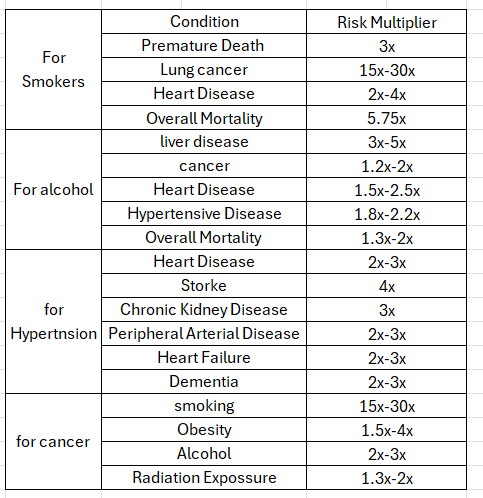 Condition Risk Multiplier
For Smokers
Premature Death 3x
Lung cancer 15x-30x
Heart Disease 2x-4x
Overall Mortality 5.75x
For alcohol
liver disease 3x-5x
cancer 1.2x-2x
Heart Disease 1.5x-2.5x
Hypertensive Disease 1.8x-2.2x
Overall Mortality 1.3x-2x
for Hypertnsion
Heart Disease 2x-3x
Storke 4x
Chronic Kidney Disease 3x
Peripheral Arterial Disease 2x-3x
Heart Failure 2x-3x
Dementia 2x-3x
for cancer
smoking 15x-30x
Obesity 1.5x-4x
Alcohol 2x-3x
Radiation Expossure 1.3x-2x